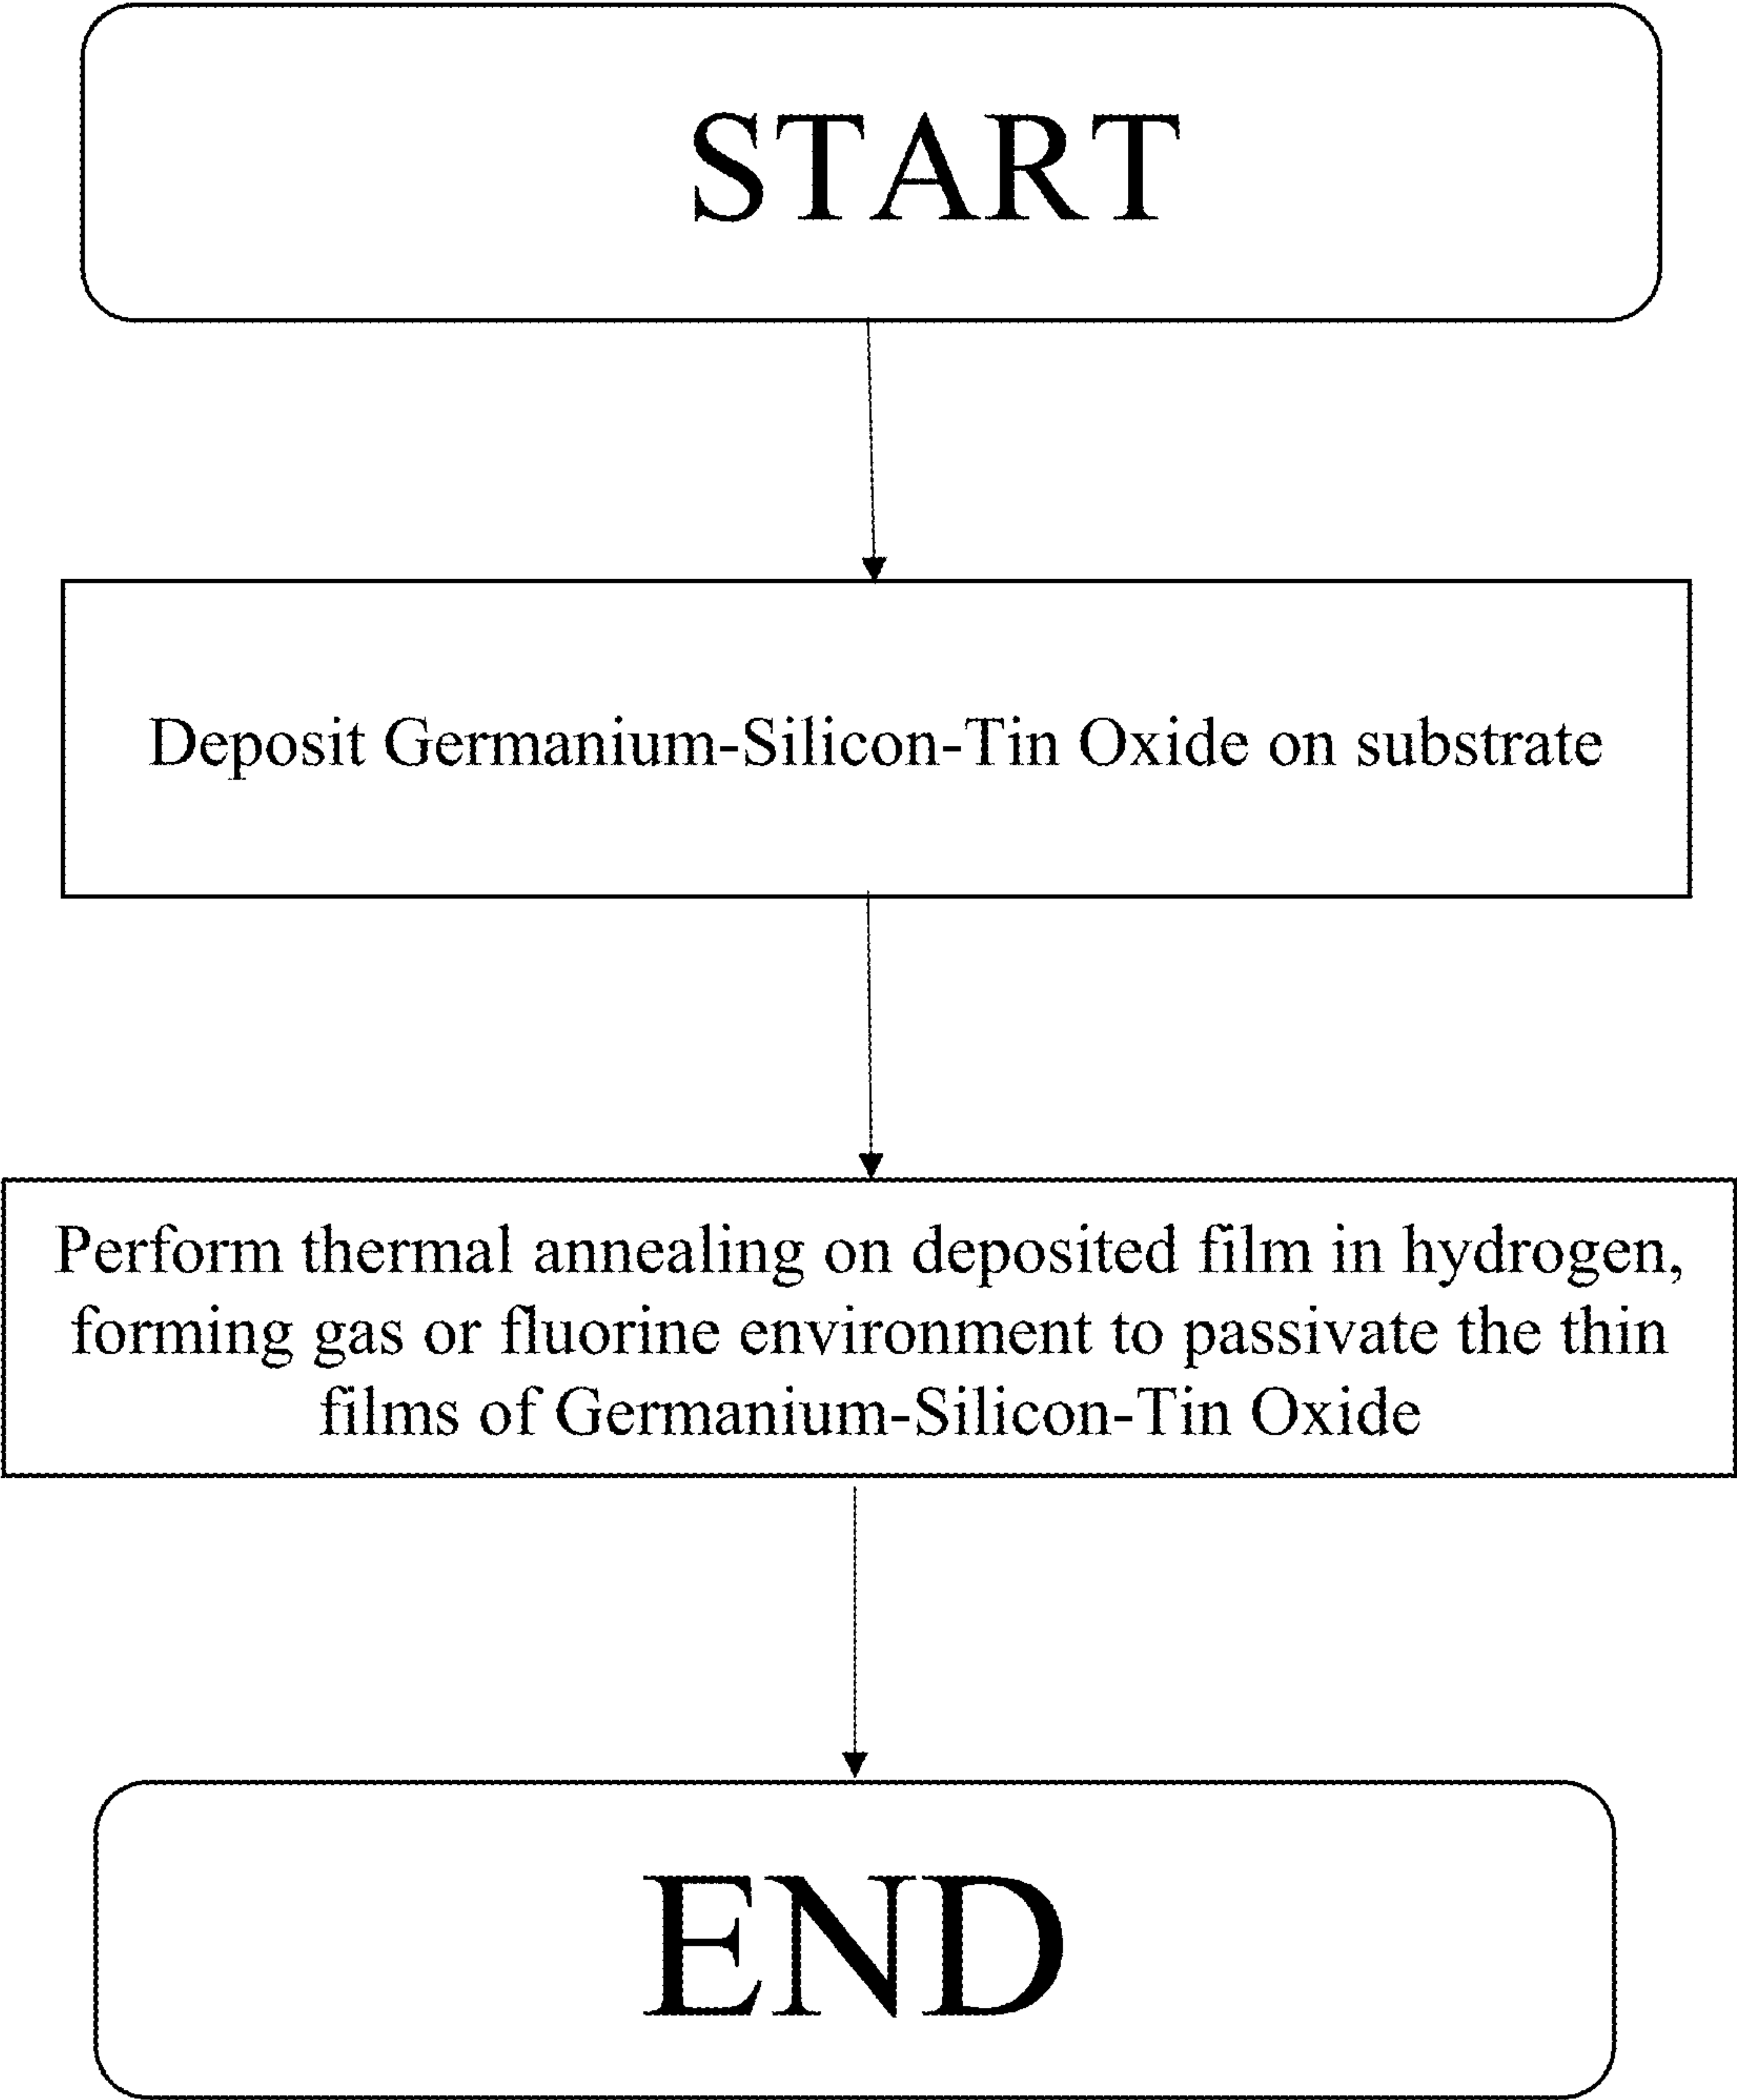 START
Deposit Germanium-Silicon-Tin Oxide on substrate
Perform thermal annealing on deposited film in hydrogen,
forming gas or fluorine environment to passivate the thin
films of Germanium-Silicon-Tin Oxide
END